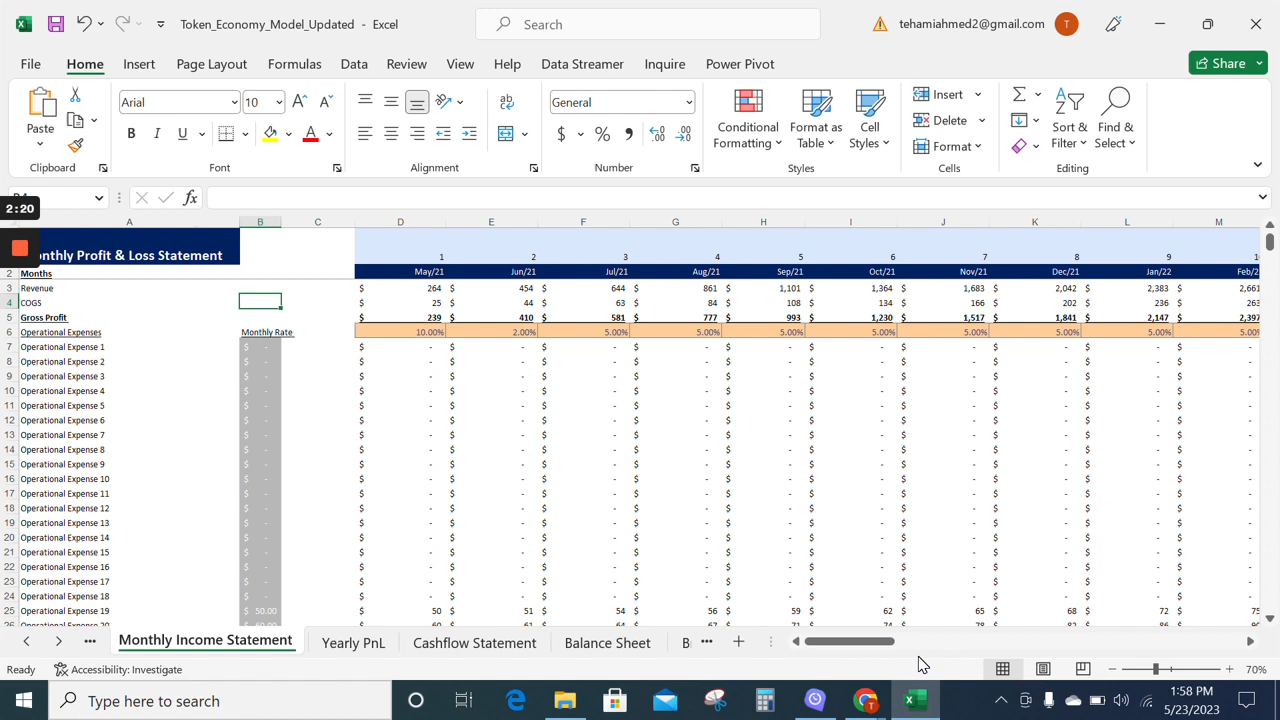 Token_Economy_Model_Updated - Excel
Search
tehamiahmed2@gmail.com T
File Home Insert Page Layout Formulas Data Review View Help Data Streamer Inquire Power Pivot Share
Paste
Arial 10
B I U
General
$ % ,
Conditional Formatting
Format as Table
Cell Styles
Insert
Delete
Format
Sort & Filter
Find & Select
Clipboard Font Alignment Number Styles Cells Editing
2:20
fx
A B C D E F G H I J K L M
Monthly Profit & Loss Statement 1 2 3 4 5 6 7 8 9
2 Months May/21 Jun/21 Jul/21 Aug/21 Sep/21 Oct/21 Nov/21 Dec/21 Jan/22 Feb/2
3 Revenue $ 264 $ 454 $ 644 $ 861 $ 1,101 $ 1,364 $ 1,683 $ 2,042 $ 2,383 $ 2,661
4 COGS $ 25 $ 44 $ 63 $ 84 $ 108 $ 134 $ 166 $ 202 $ 236 $ 263
5 Gross Profit $ 239 $ 410 $ 581 $ 777 $ 993 $ 1,230 $ 1,517 $ 1,841 $ 2,147 $ 2,397
6 Operational Expenses Monthly Rate 10.00% 2.00% 5.00% 5.00% 5.00% 5.00% 5.00% 5.00% 5.00% 5.00%
7 Operational Expense 1 $ - $ - $ - $ - $ - $ - $ - $ - $ - $ - $ -
8 Operational Expense 2 $ - $ - $ - $ - $ - $ - $ - $ - $ - $ - $ -
9 Operational Expense 3 $ - $ - $ - $ - $ - $ - $ - $ - $ - $ - $ -
10 Operational Expense 4 $ - $ - $ - $ - $ - $ - $ - $ - $ - $ - $ -
11 Operational Expense 5 $ - $ - $ - $ - $ - $ - $ - $ - $ - $ - $ -
12 Operational Expense 6 $ - $ - $ - $ - $ - $ - $ - $ - $ - $ - $ -
13 Operational Expense 7 $ - $ - $ - $ - $ - $ - $ - $ - $ - $ - $ -
14 Operational Expense 8 $ - $ - $ - $ - $ - $ - $ - $ - $ - $ - $ -
15 Operational Expense 9 $ - $ - $ - $ - $ - $ - $ - $ - $ - $ - $ -
16 Operational Expense 10 $ - $ - $ - $ - $ - $ - $ - $ - $ - $ - $ -
17 Operational Expense 11 $ - $ - $ - $ - $ - $ - $ - $ - $ - $ - $ -
18 Operational Expense 12 $ - $ - $ - $ - $ - $ - $ - $ - $ - $ - $ -
19 Operational Expense 13 $ - $ - $ - $ - $ - $ - $ - $ - $ - $ - $ -
20 Operational Expense 14 $ - $ - $ - $ - $ - $ - $ - $ - $ - $ - $ -
21 Operational Expense 15 $ - $ - $ - $ - $ - $ - $ - $ - $ - $ - $ -
22 Operational Expense 16 $ - $ - $ - $ - $ - $ - $ - $ - $ - $ - $ -
23 Operational Expense 17 $ - $ - $ - $ - $ - $ - $ - $ - $ - $ - $ -
24 Operational Expense 18 $ - $ - $ - $ - $ - $ - $ - $ - $ - $ - $ -
25 Operational Expense 19 $ 50.00 $ 50 $ 51 $ 54 $ 56 $ 59 $ 62 $ 65 $ 68 $ 72 $ 75
Monthly Income Statement Yearly PnL Cashflow Statement Balance Sheet
Ready Accessibility: Investigate 70%
Type here to search
1:58 PM
5/23/2023